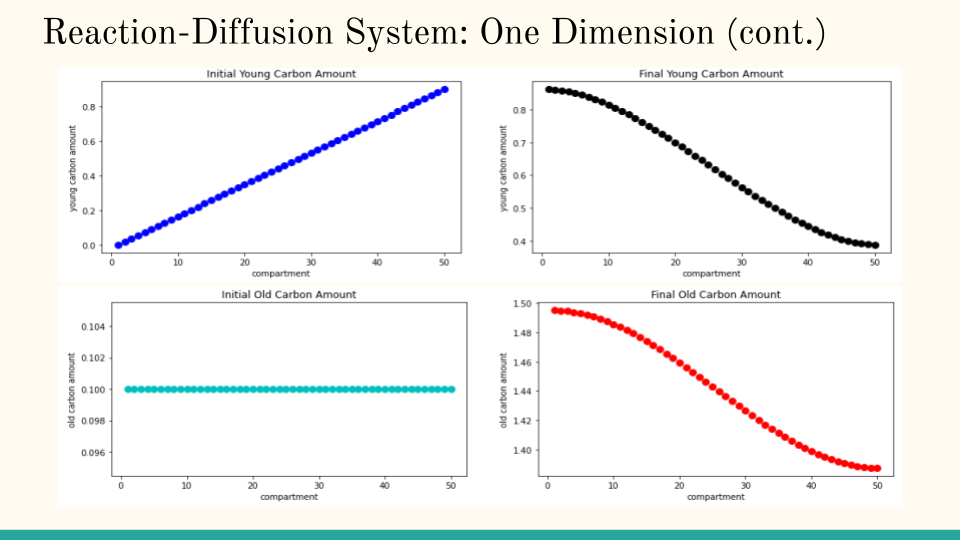 Reaction-Diffusion System: One Dimension (cont.)
Initial Young Carbon Amount
young carbon amount
0.8
0.6
0.4
0.2
0.0
0 10 20 30 40 50
compartment
Final Young Carbon Amount
young carbon amount
0.8
0.7
0.6
0.5
0.4
0 10 20 30 40 50
compartment
Initial Old Carbon Amount
old carbon amount
0.104
0.102
0.100
0.098
0.096
0 10 20 30 40 50
compartment
Final Old Carbon Amount
old carbon amount
1.50
1.48
1.46
1.44
1.42
1.40
0 10 20 30 40 50
compartment